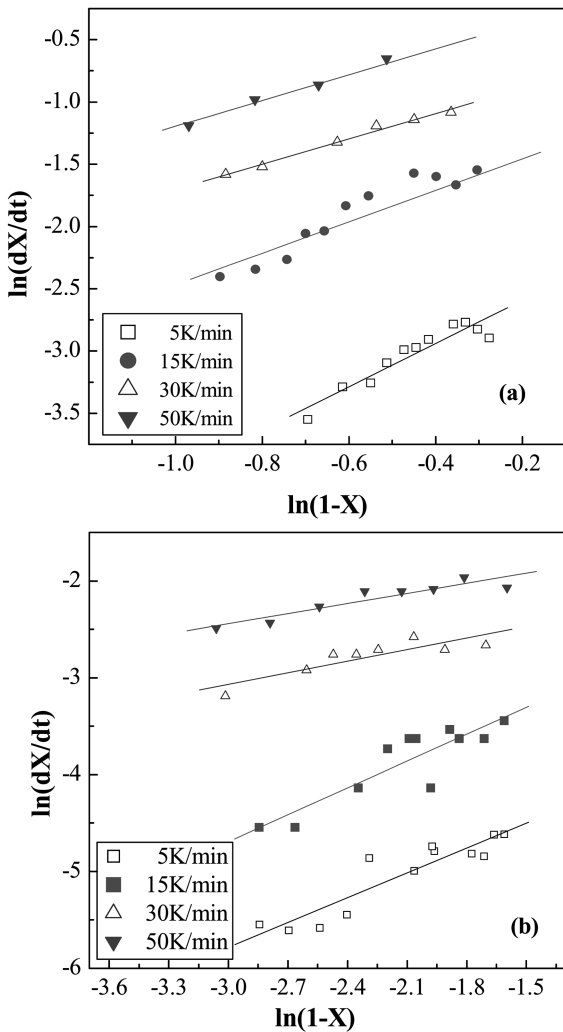 -0.5
-1.0
-1.5
-2.0
-2.5
-3.0
-3.5
ln(dX/dt)
5K/min
15K/min
30K/min
50K/min
(a)
-1.0 -0.8 -0.6 -0.4 -0.2
ln(1-X)
-2
-3
-4
-5
-6
ln(dX/dt)
5K/min
15K/min
30K/min
50K/min
(b)
-3.6 -3.3 -3.0 -2.7 -2.4 -2.1 -1.8 -1.5
ln(1-X)